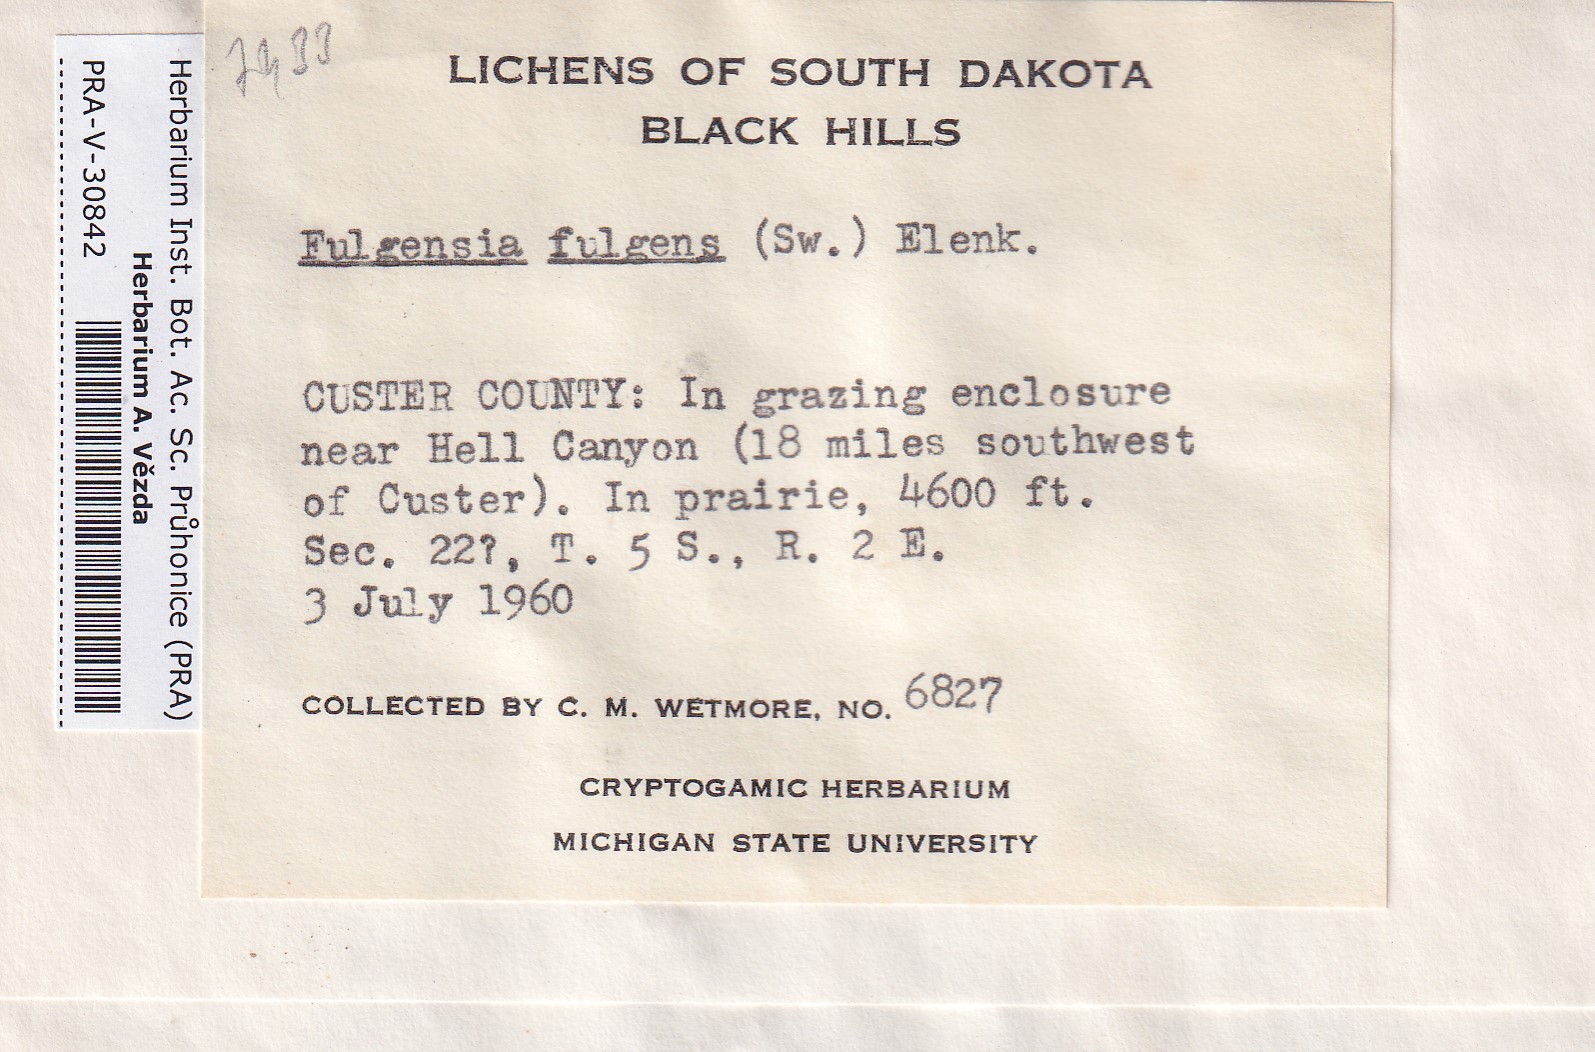 LICHENS OF SOUTH DAKOTA
BLACK HILLS
Fulgensia fulgens (Sw.) Elenk.
CUSTER COUNTY: In grazing enclosure
near Hell Canyon (18 miles southwest
of Custer). In prairie, 4600 ft.
Sec. 22?, T. 5 S., R. 2 E.
3 July 1960
COLLECTED BY C. M. WETMORE, NO. 6827
CRYPTOGAMIC HERBARIUM
MICHIGAN STATE UNIVERSITY
Herbarium Inst. Bot. Ac. Sc. Průhonice (PRA)
Herbarium A. Vězda
PRA-V-30842